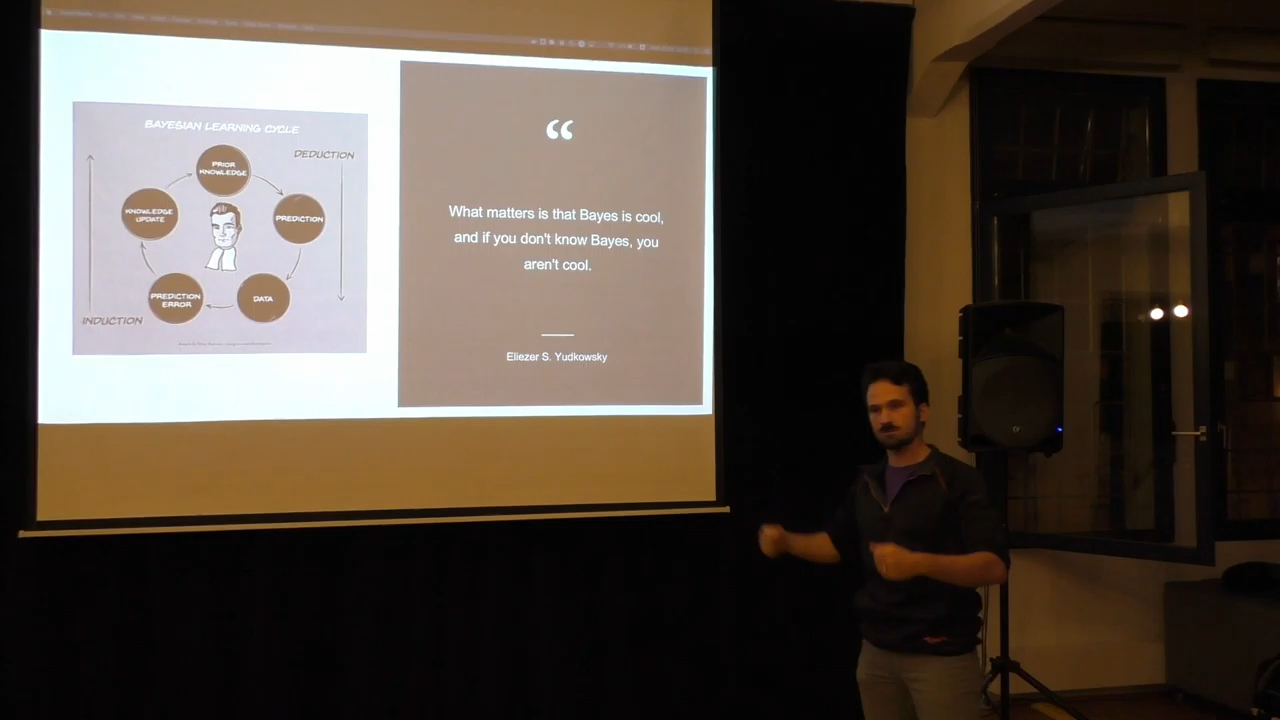 BAYESIAN LEARNING CYCLE
DEDUCTION
PRIOR
KNOWLEDGE
PREDICTION
DATA
PREDICTION
ERROR
KNOWLEDGE
UPDATE
INDUCTION
“
What matters is that Bayes is cool,
and if you don't know Bayes, you
aren't cool.
Eliezer S. Yudkowsky